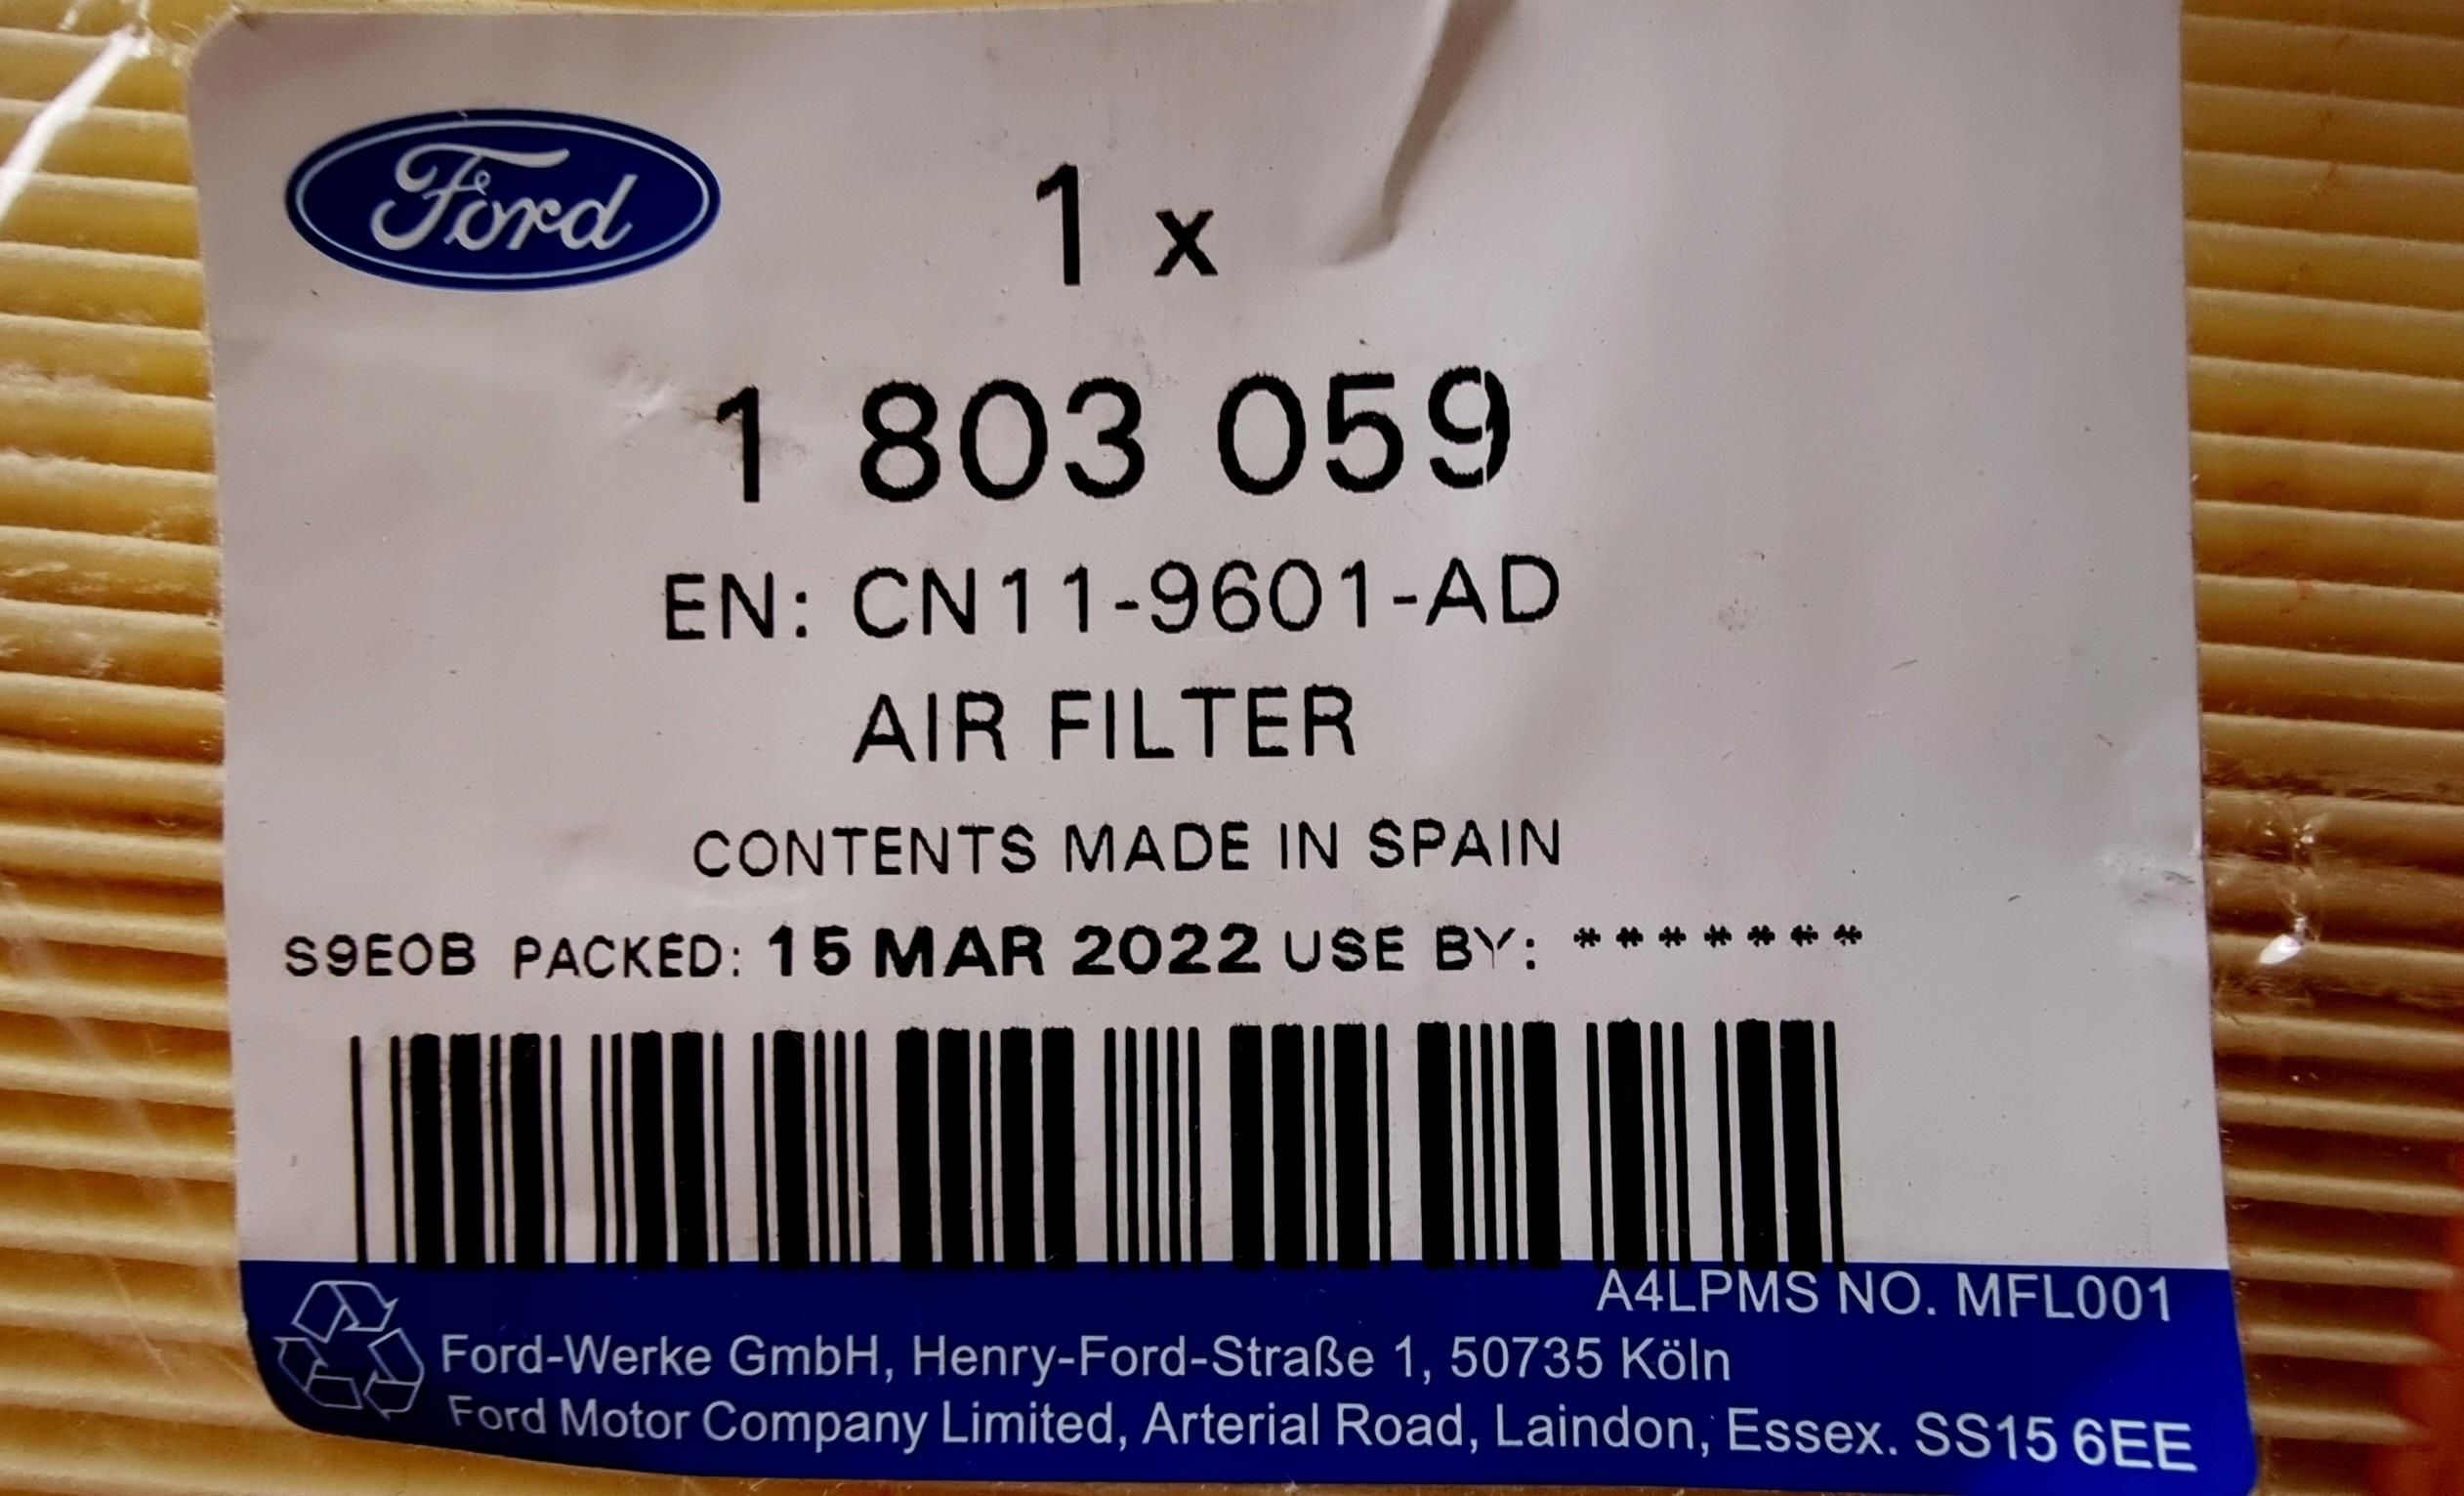 Ford
1 x
1 803 059
EN: CN11-9601-AD
AIR FILTER
CONTENTS MADE IN SPAIN
S9E0B PACKED: 15 MAR 2022 USE BY: *******
A4LPMS NO. MFL001
Ford-Werke GmbH, Henry-Ford-Straße 1, 50735 Köln
Ford Motor Company Limited, Arterial Road, Laindon, Essex. SS15 6EE